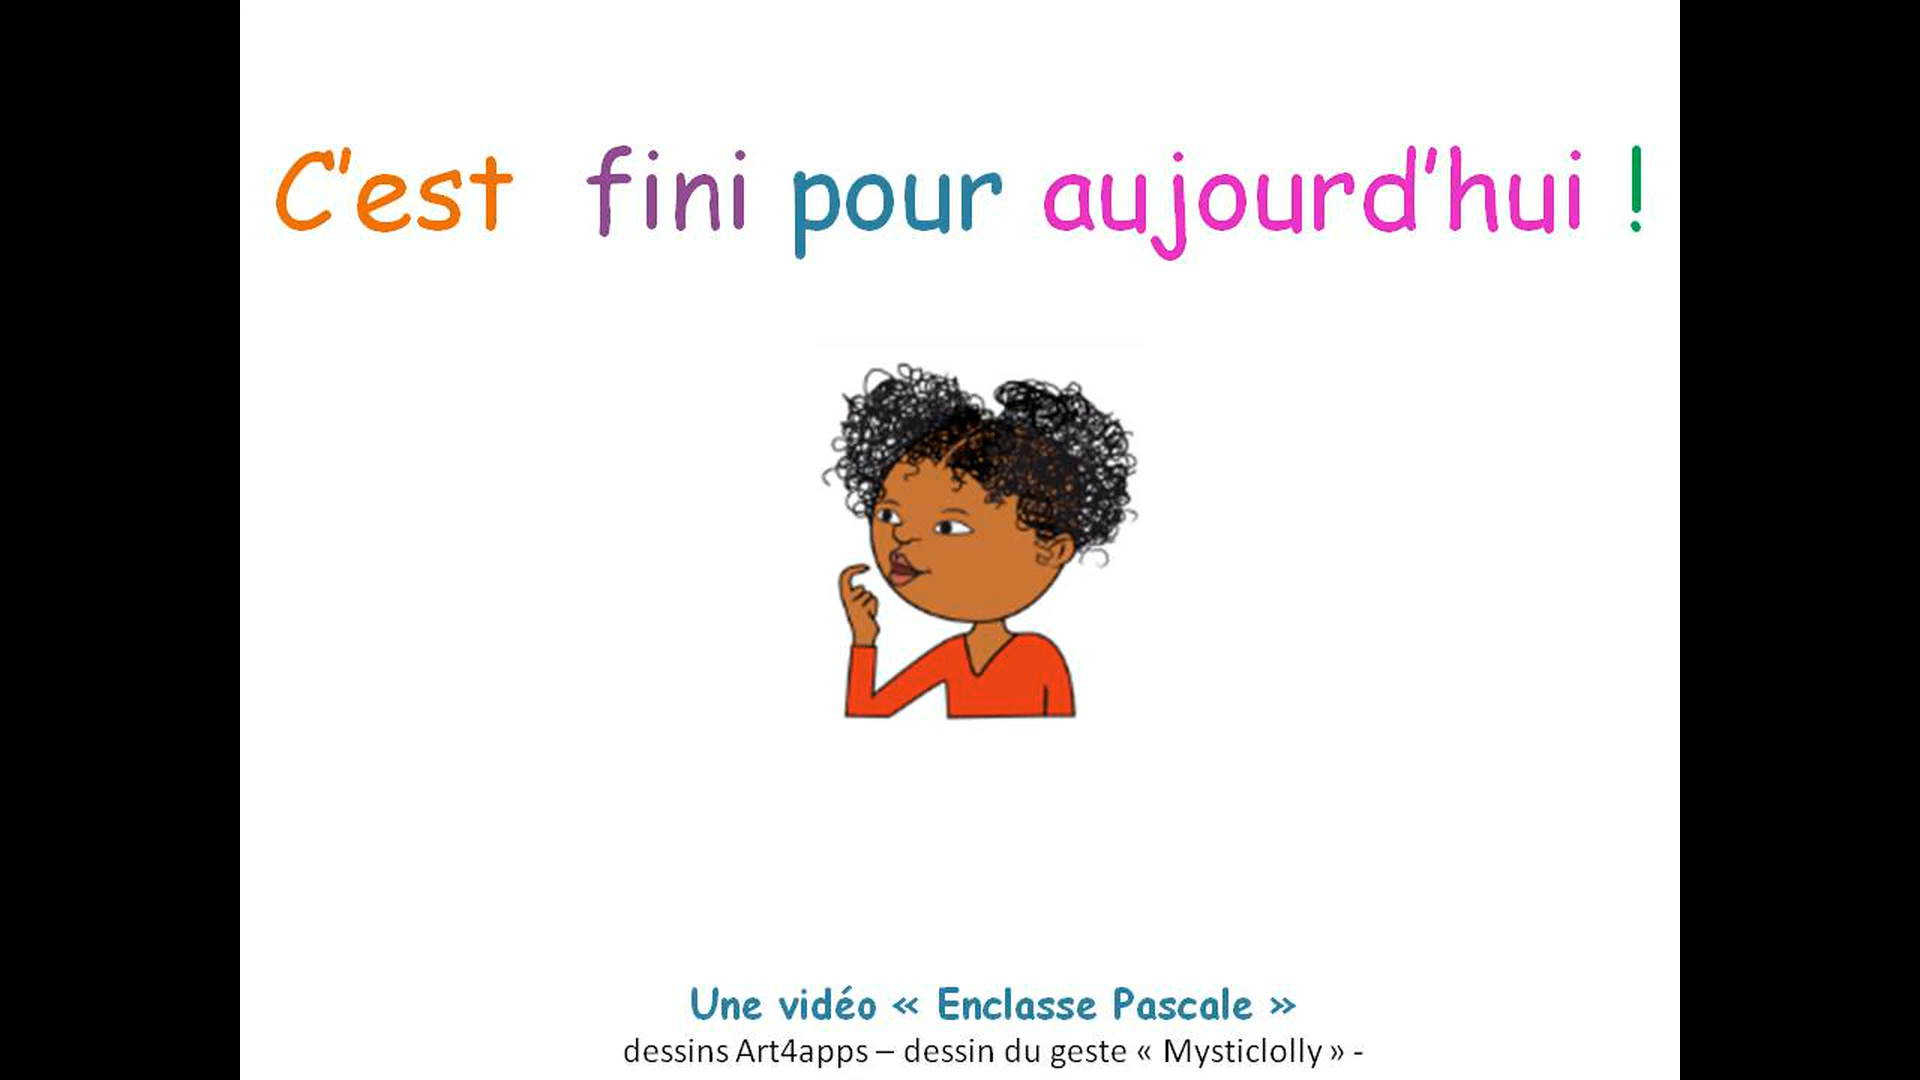 C'est fini pour aujourd'hui !
Une vidéo « Enclasse Pascale »
dessins Art4apps – dessin du geste « Mysticlolly » -